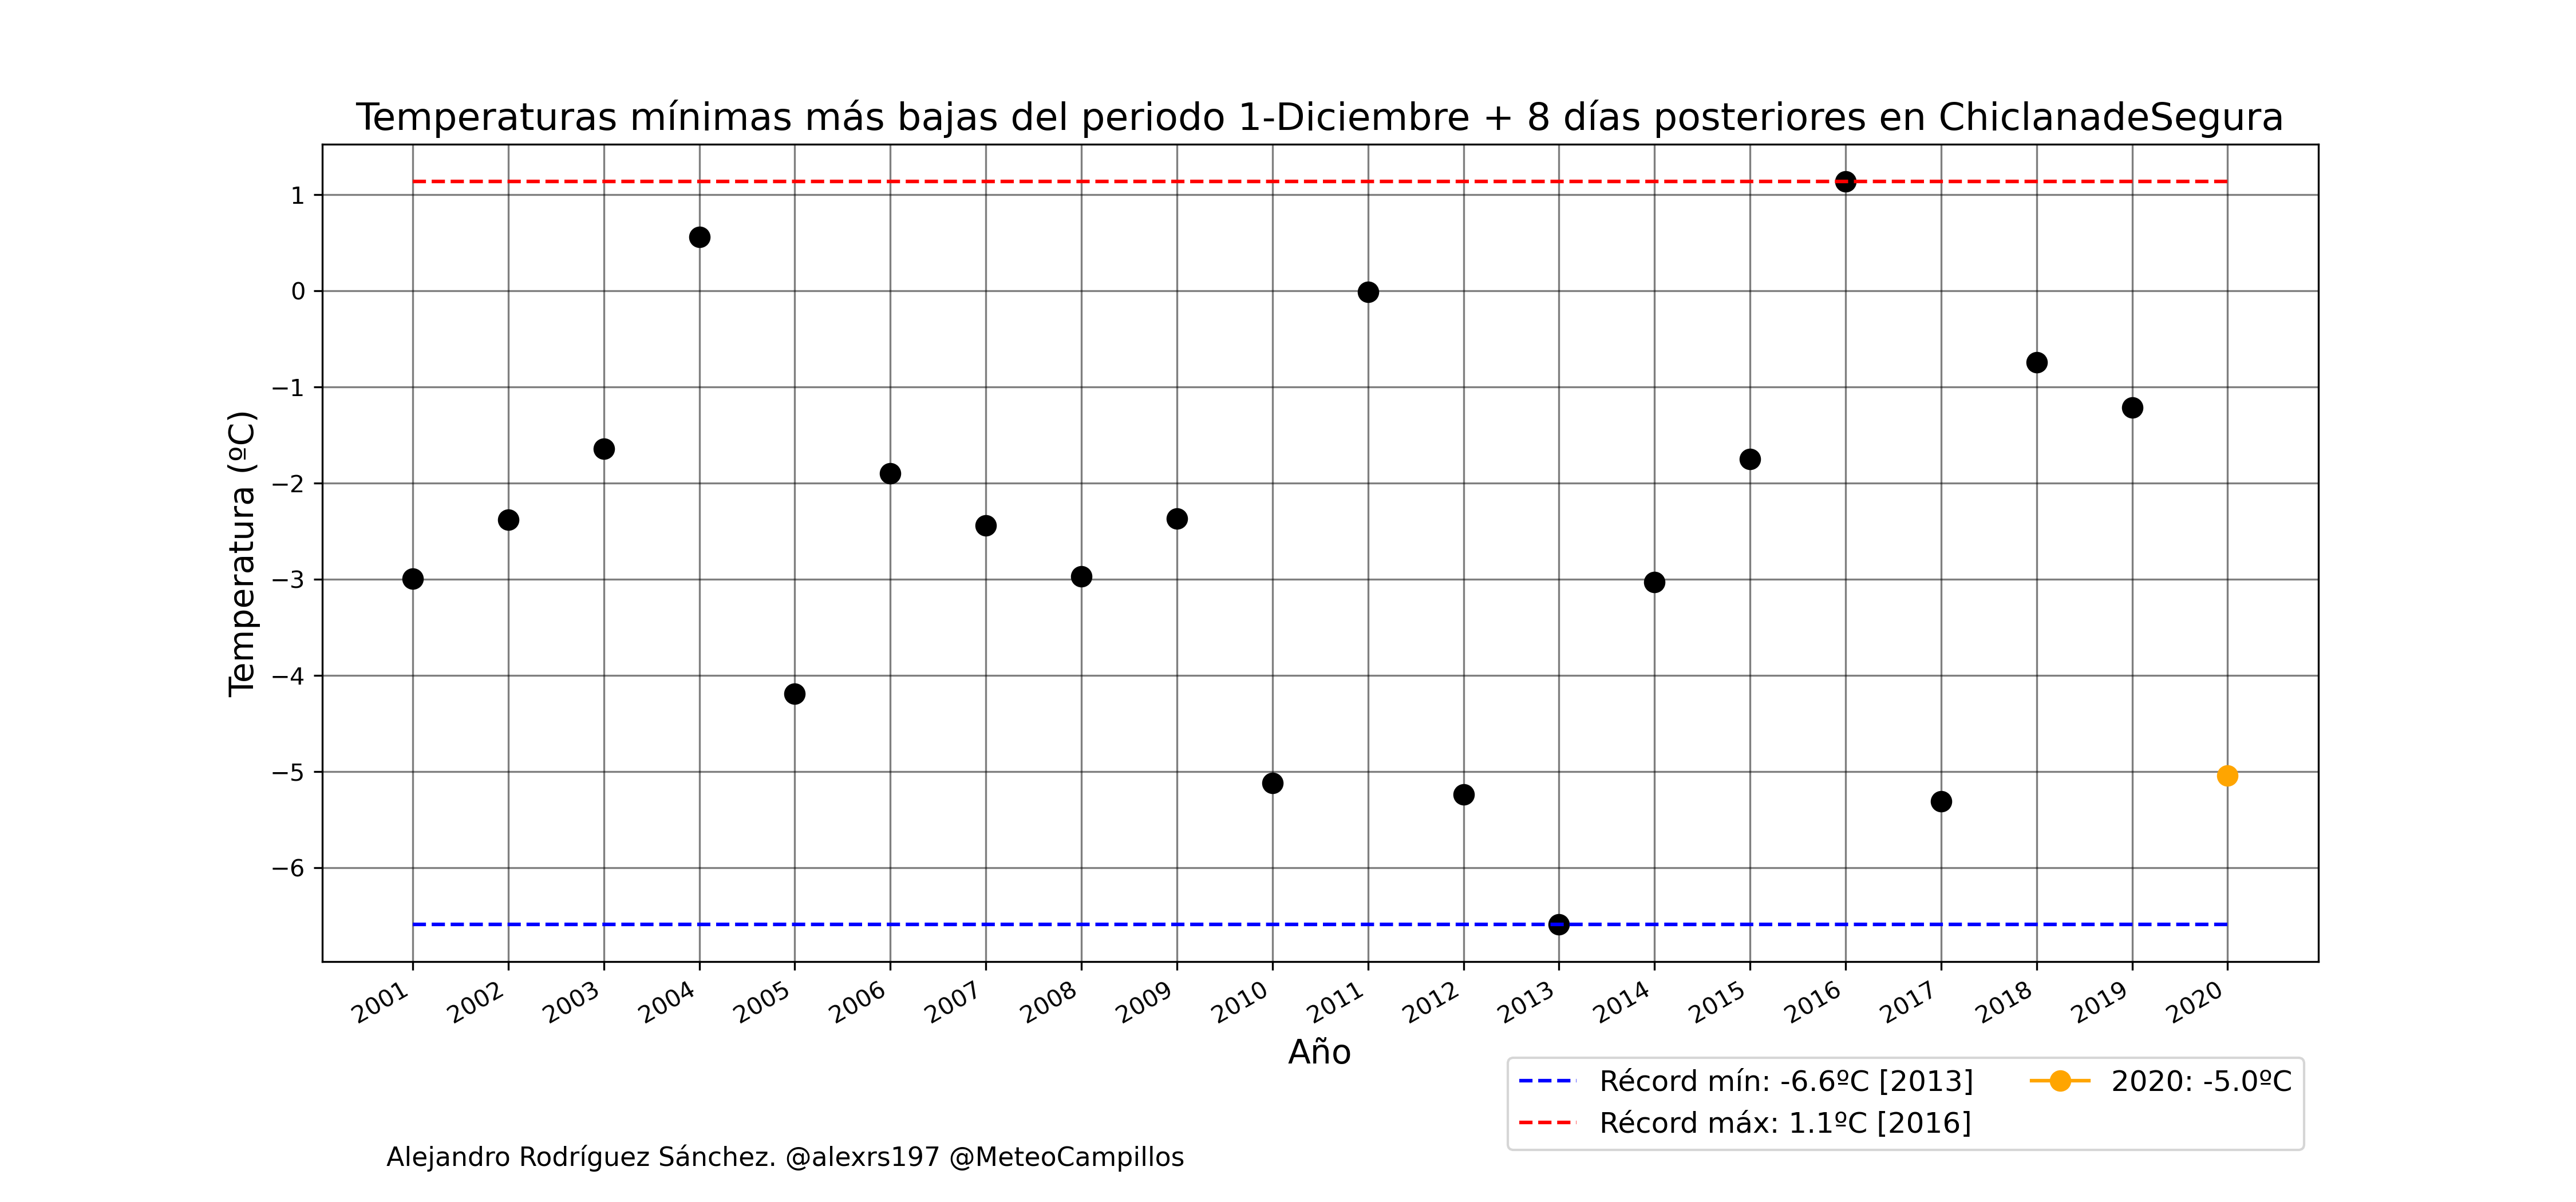 Temperaturas mínimas más bajas del periodo 1-Diciembre + 8 días posteriores en ChiclanadeSegura
Temperatura (ºC)
1
0
−1
−2
−3
−4
−5
−6
2001 2002 2003 2004 2005 2006 2007 2008 2009 2010 2011 2012 2013 2014 2015 2016 2017 2018 2019 2020
Año
Récord mín: -6.6ºC [2013]
Récord máx: 1.1ºC [2016]
2020: -5.0ºC
Alejandro Rodríguez Sánchez. @alexrs197 @MeteoCampillos